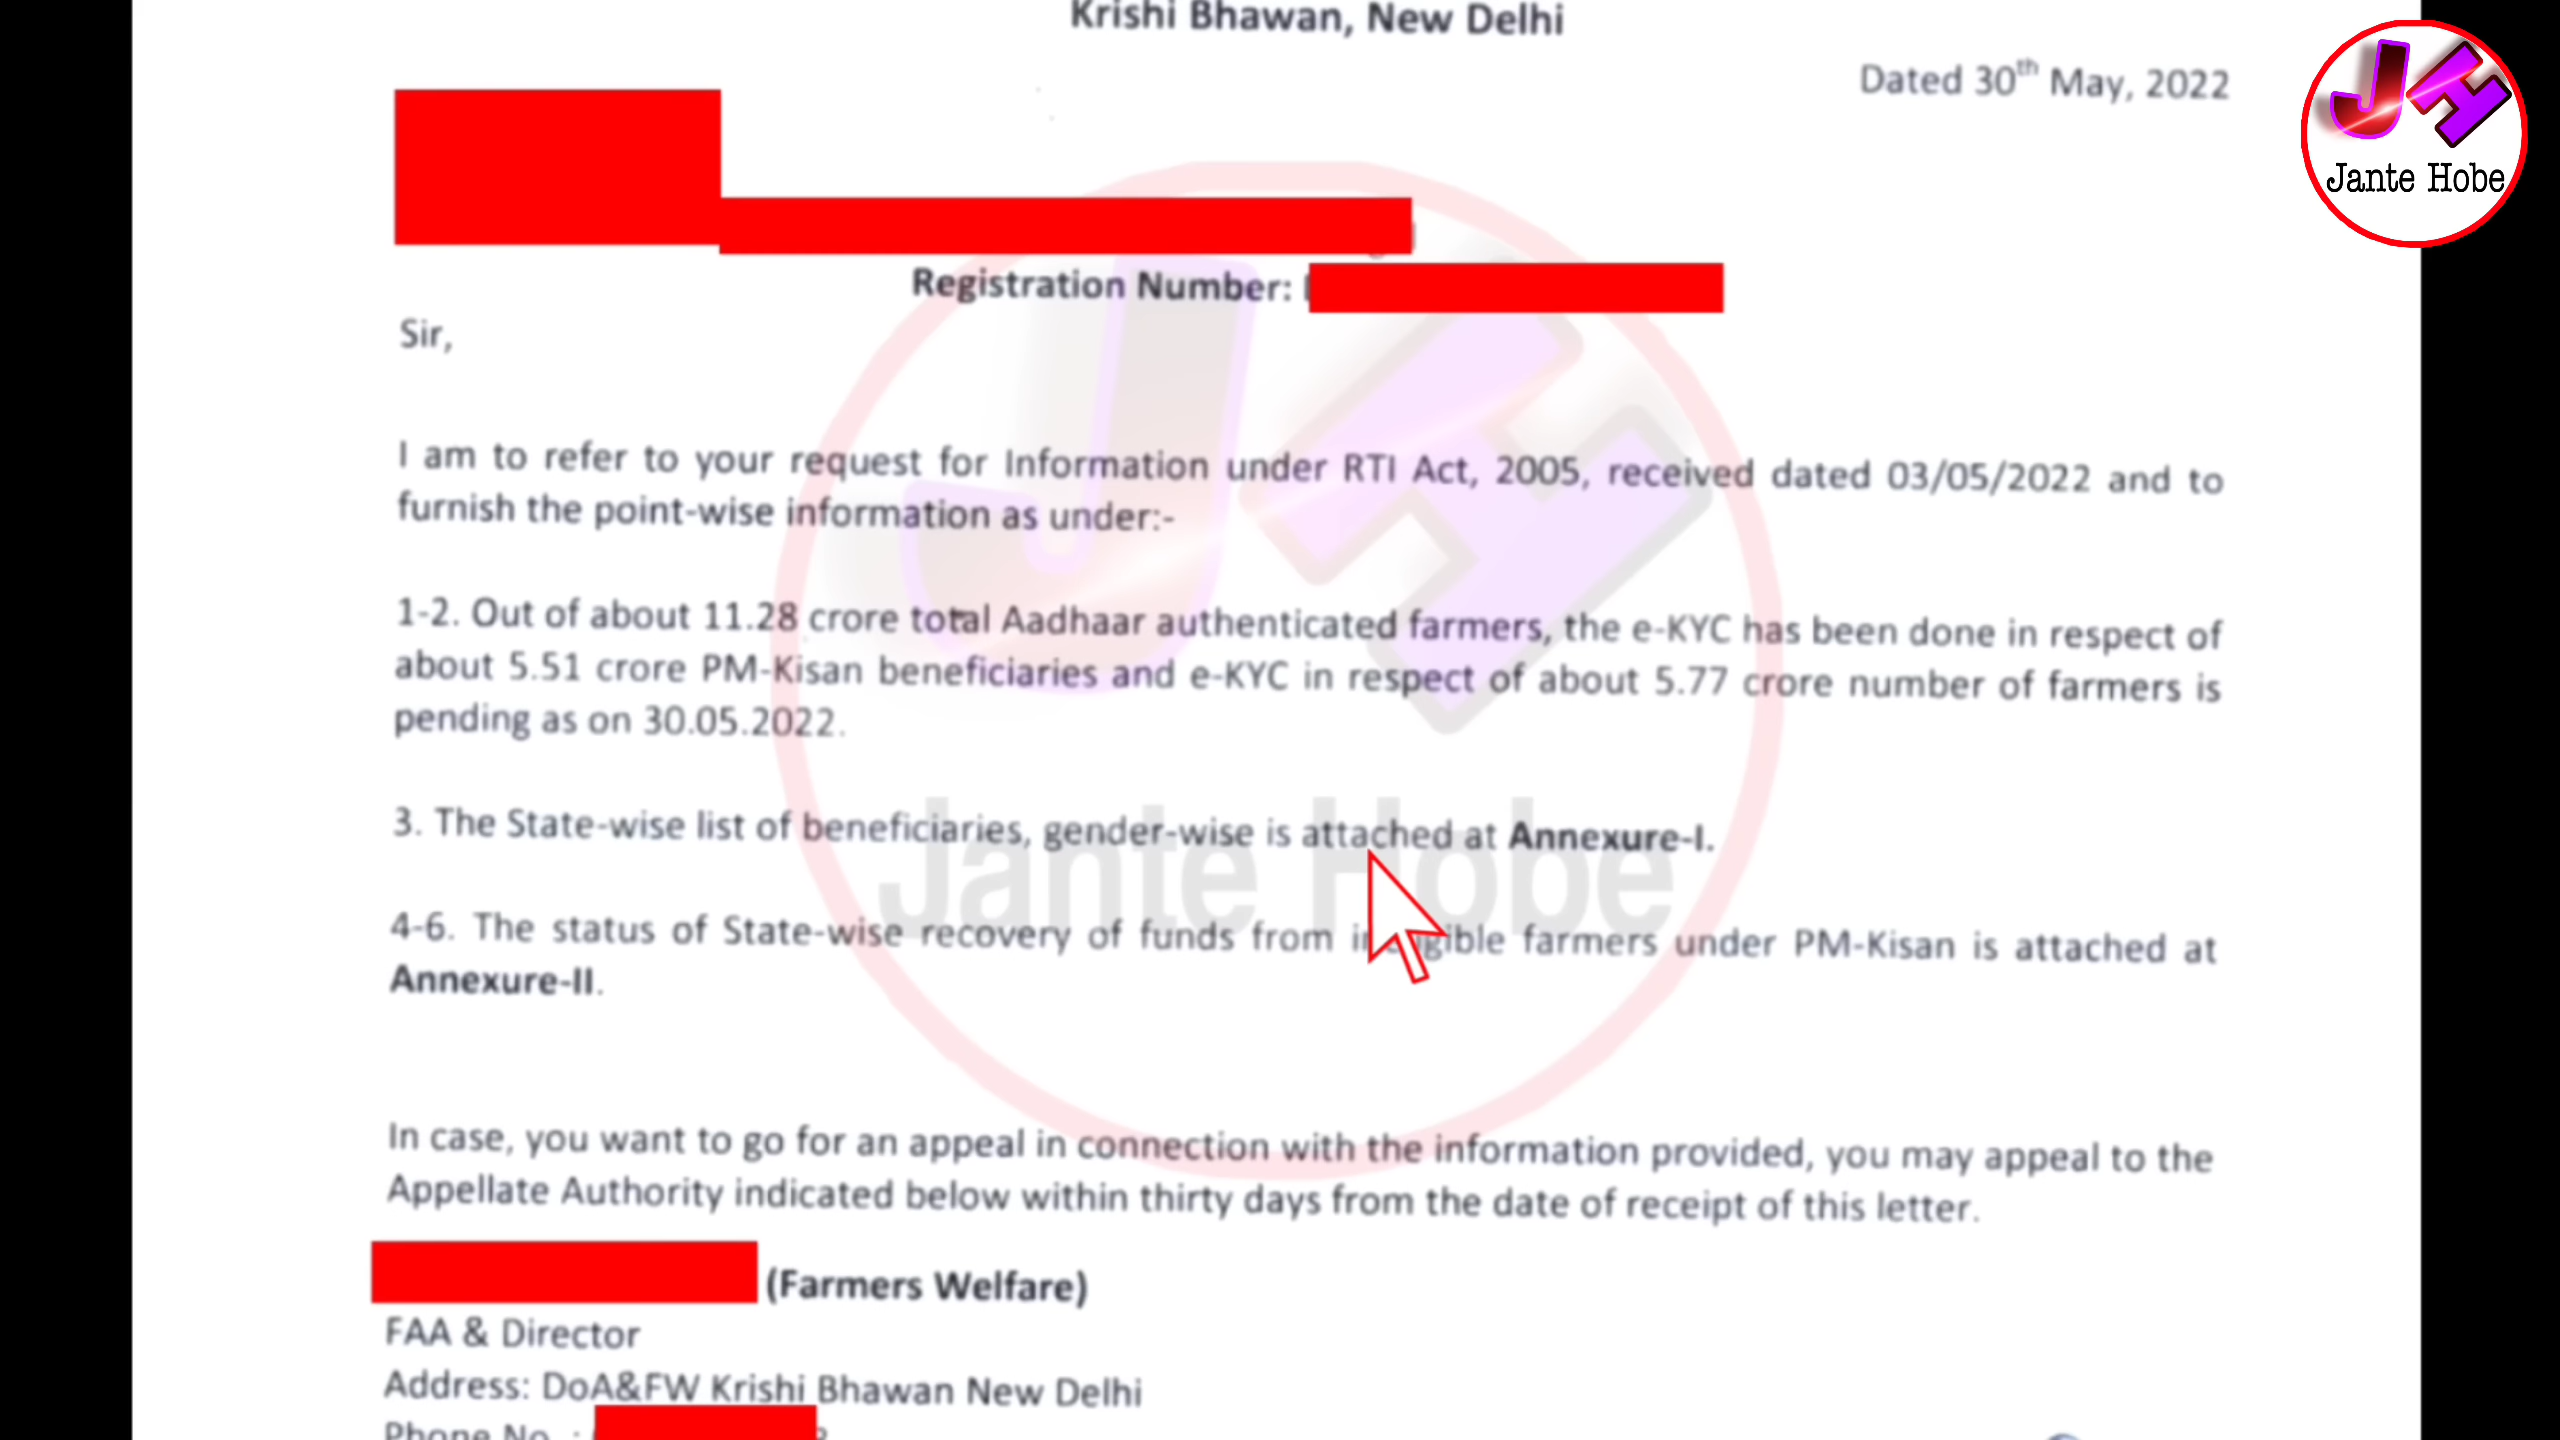 Krishi Bhawan, New Delhi
Dated 30th May, 2022
JH
Jante Hobe
Registration Number:
Sir,
I am to refer to your request for Information under RTI Act, 2005, received dated 03/05/2022 and to
furnish the point-wise information as under:-
1-2. Out of about 11.28 crore total Aadhaar authenticated farmers, the e-KYC has been done in respect of
about 5.51 crore PM-Kisan beneficiaries and e-KYC in respect of about 5.77 crore number of farmers is
pending as on 30.05.2022.
3. The State-wise list of beneficiaries, gender-wise is attached at Annexure-I.
JH
Jante Hobe
4-6. The status of State-wise recovery of funds from farmers under PM-Kisan is attached at
Annexure-II.
In case, you want to go for an appeal in connection with the information provided, you may appeal to the
Appellate Authority indicated below within thirty days from the date of receipt of this letter.
(Farmers Welfare)
FAA & Director
Address: DoA&FW Krishi Bhawan New Delhi
Phone No. :